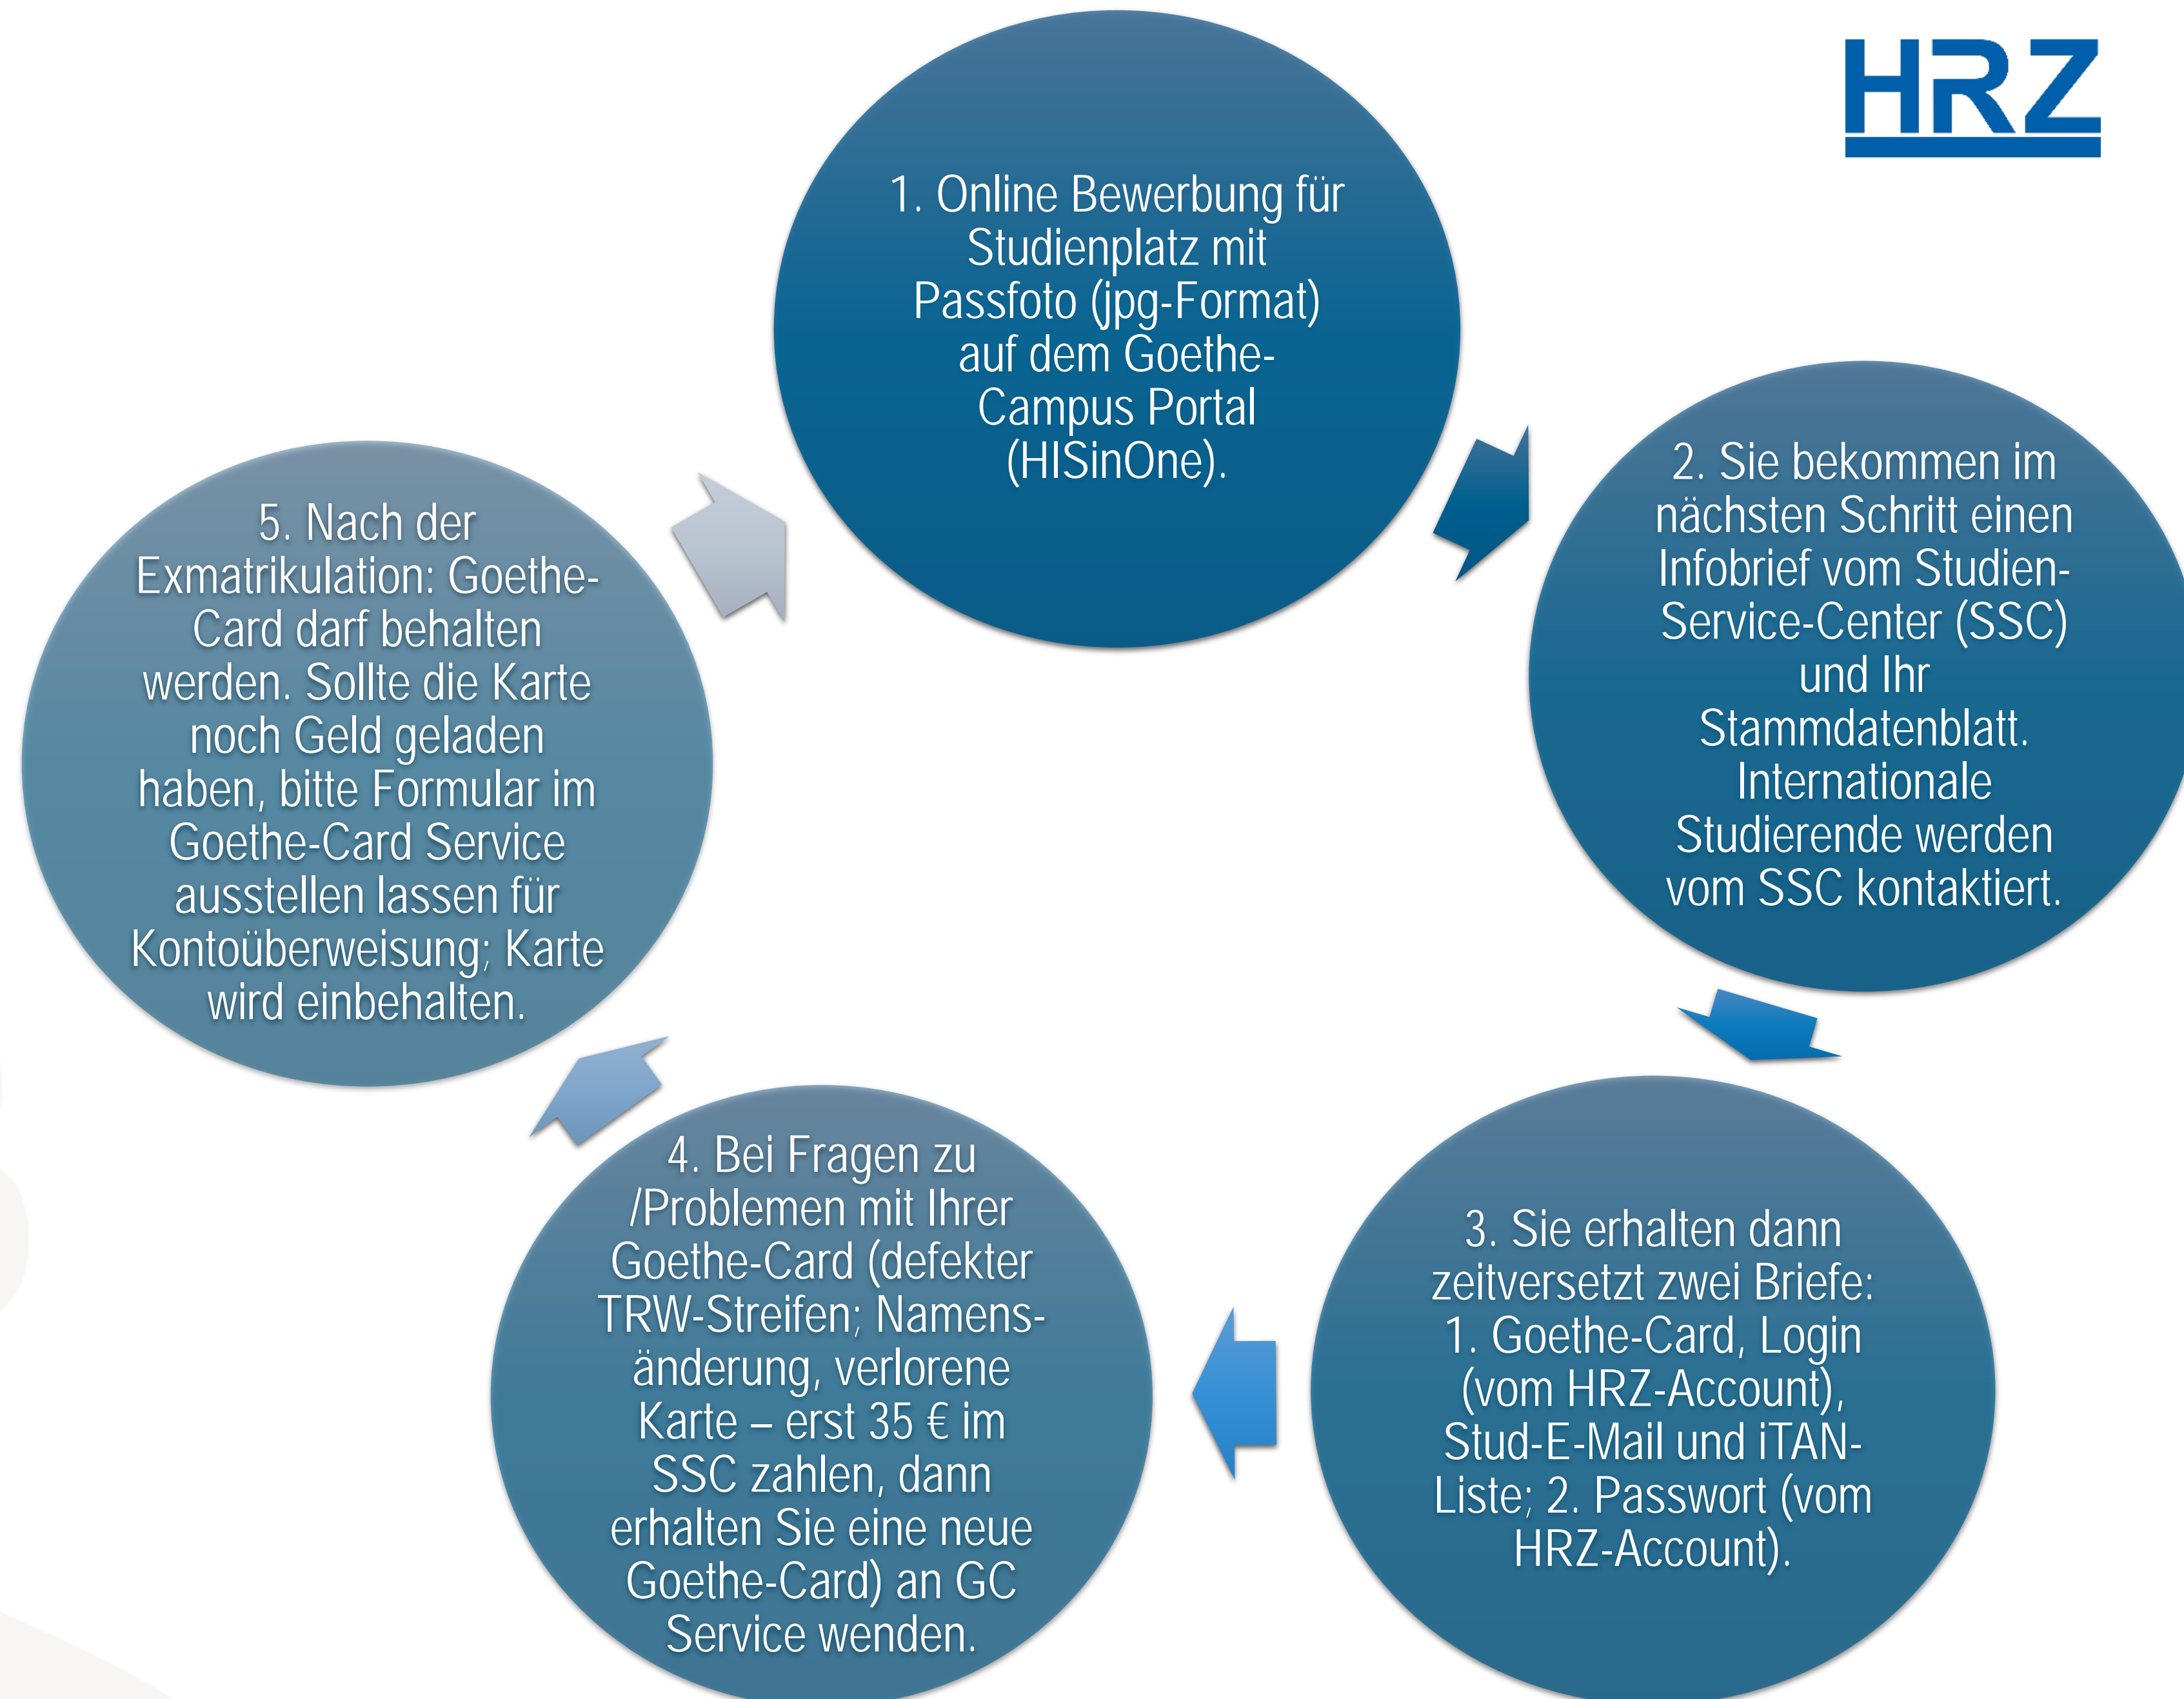 HRZ
1. Online Bewerbung für
Studienplatz mit
Passfoto (jpg-Format)
auf dem Goethe-
Campus Portal
(HISinOne).
2. Sie bekommen im
nächsten Schritt einen
Infobrief vom Studien-
Service-Center (SSC)
und Ihr
Stammdatenblatt.
Internationale
Studierende werden
vom SSC kontaktiert.
3. Sie erhalten dann
zeitversetzt zwei Briefe:
1. Goethe-Card, Login
(vom HRZ-Account),
Stud-E-Mail und iTAN-
Liste; 2. Passwort (vom
HRZ-Account).
4. Bei Fragen zu
/Problemen mit Ihrer
Goethe-Card (defekter
TRW-Streifen; Namens-
änderung, verlorene
Karte – erst 35 € im
SSC zahlen, dann
erhalten Sie eine neue
Goethe-Card) an GC
Service wenden.
5. Nach der
Exmatrikulation: Goethe-
Card darf behalten
werden. Sollte die Karte
noch Geld geladen
haben, bitte Formular im
Goethe-Card Service
ausstellen lassen für
Kontoüberweisung; Karte
wird einbehalten.